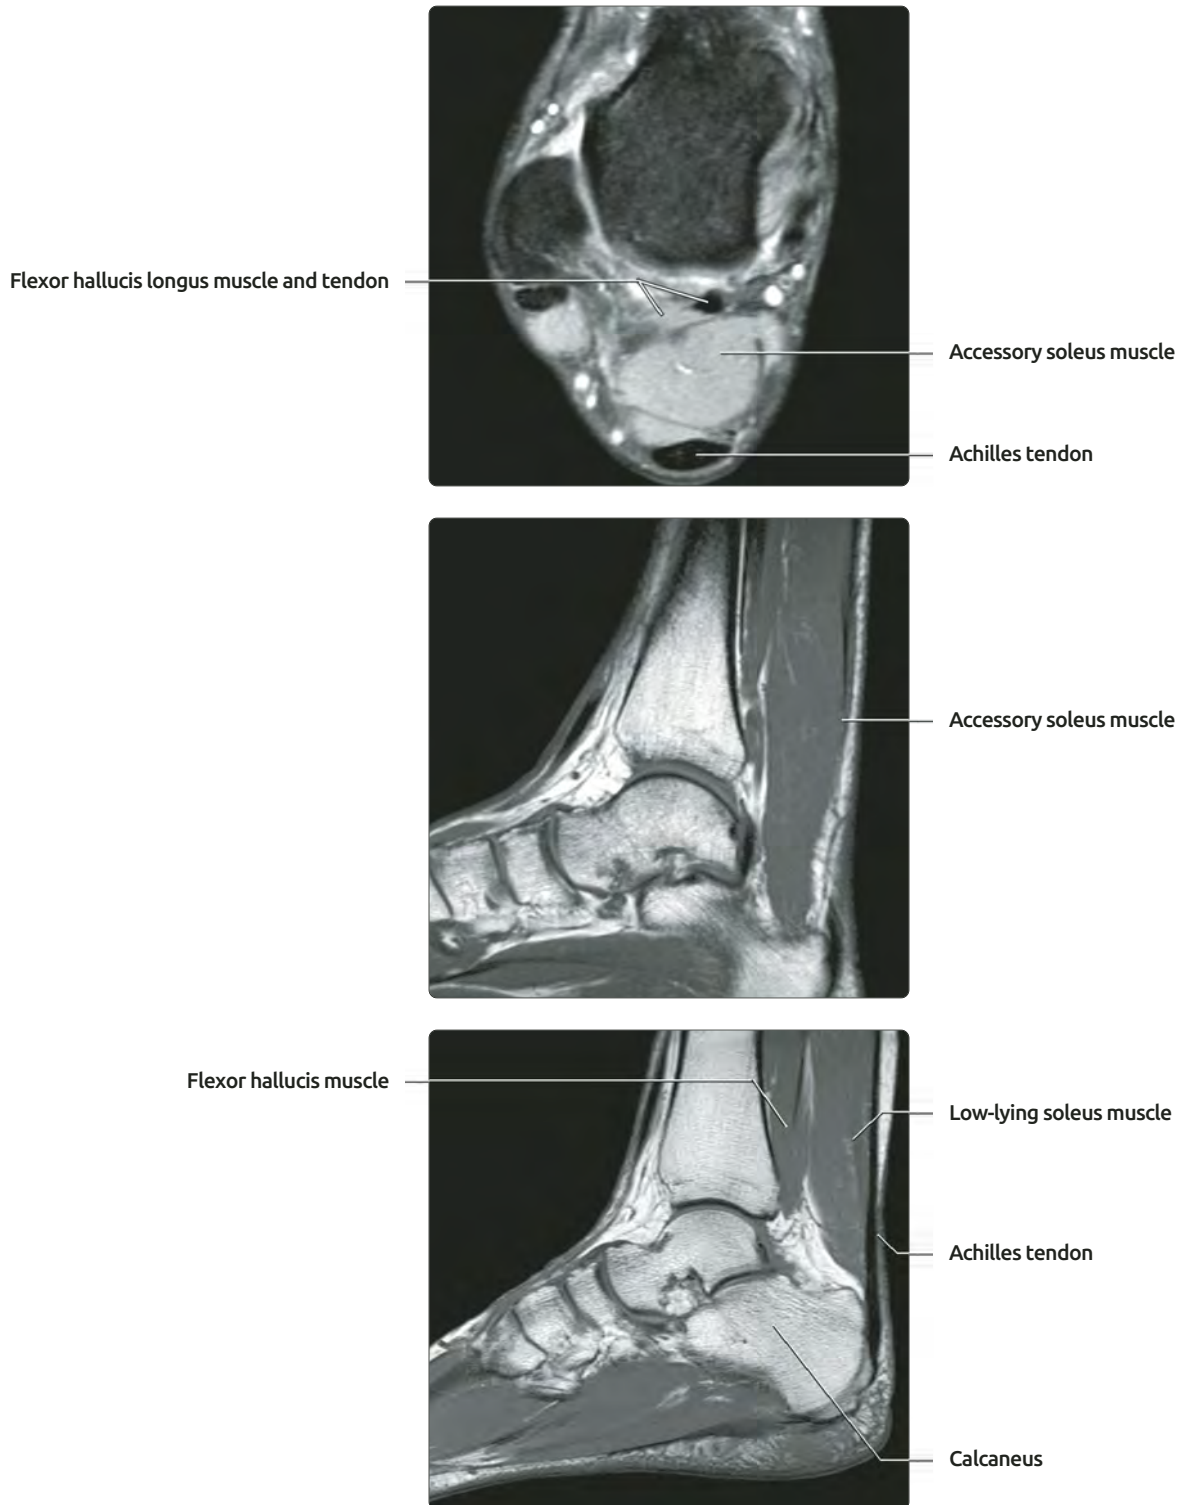 Flexor hallucis longus muscle and tendon
Accessory soleus muscle
Achilles tendon
Accessory soleus muscle
Flexor hallucis muscle
Low-lying soleus muscle
Achilles tendon
Calcaneus